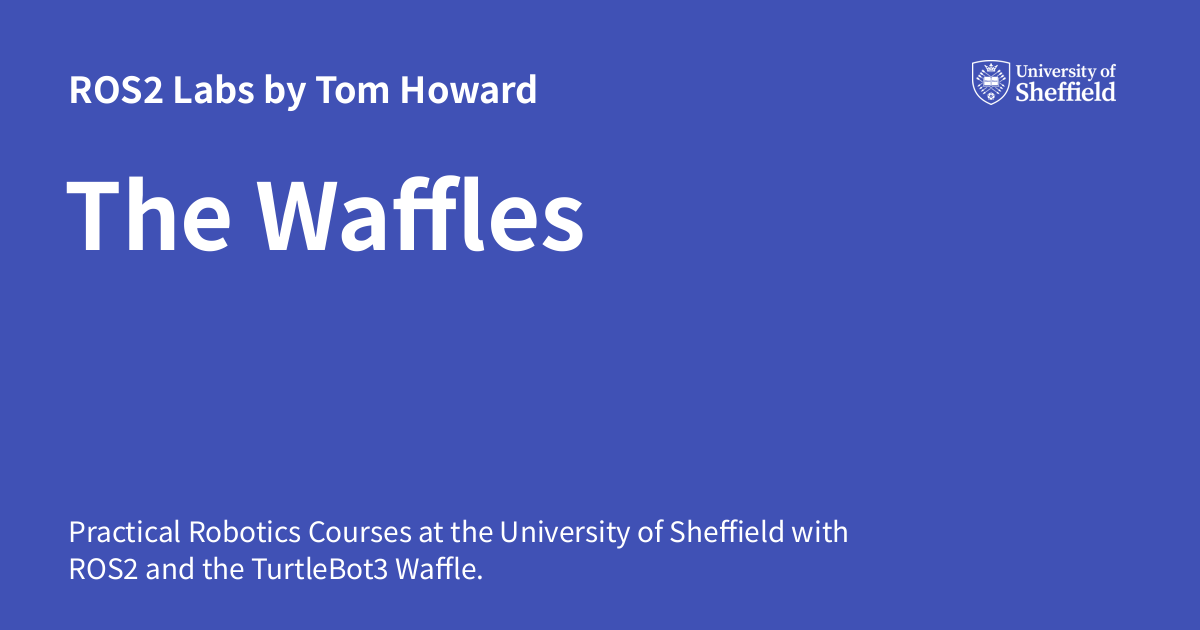 ROS2 Labs by Tom Howard
University of
Sheffield
The Waffles
Practical Robotics Courses at the University of Sheffield with
ROS2 and the TurtleBot3 Waffle.